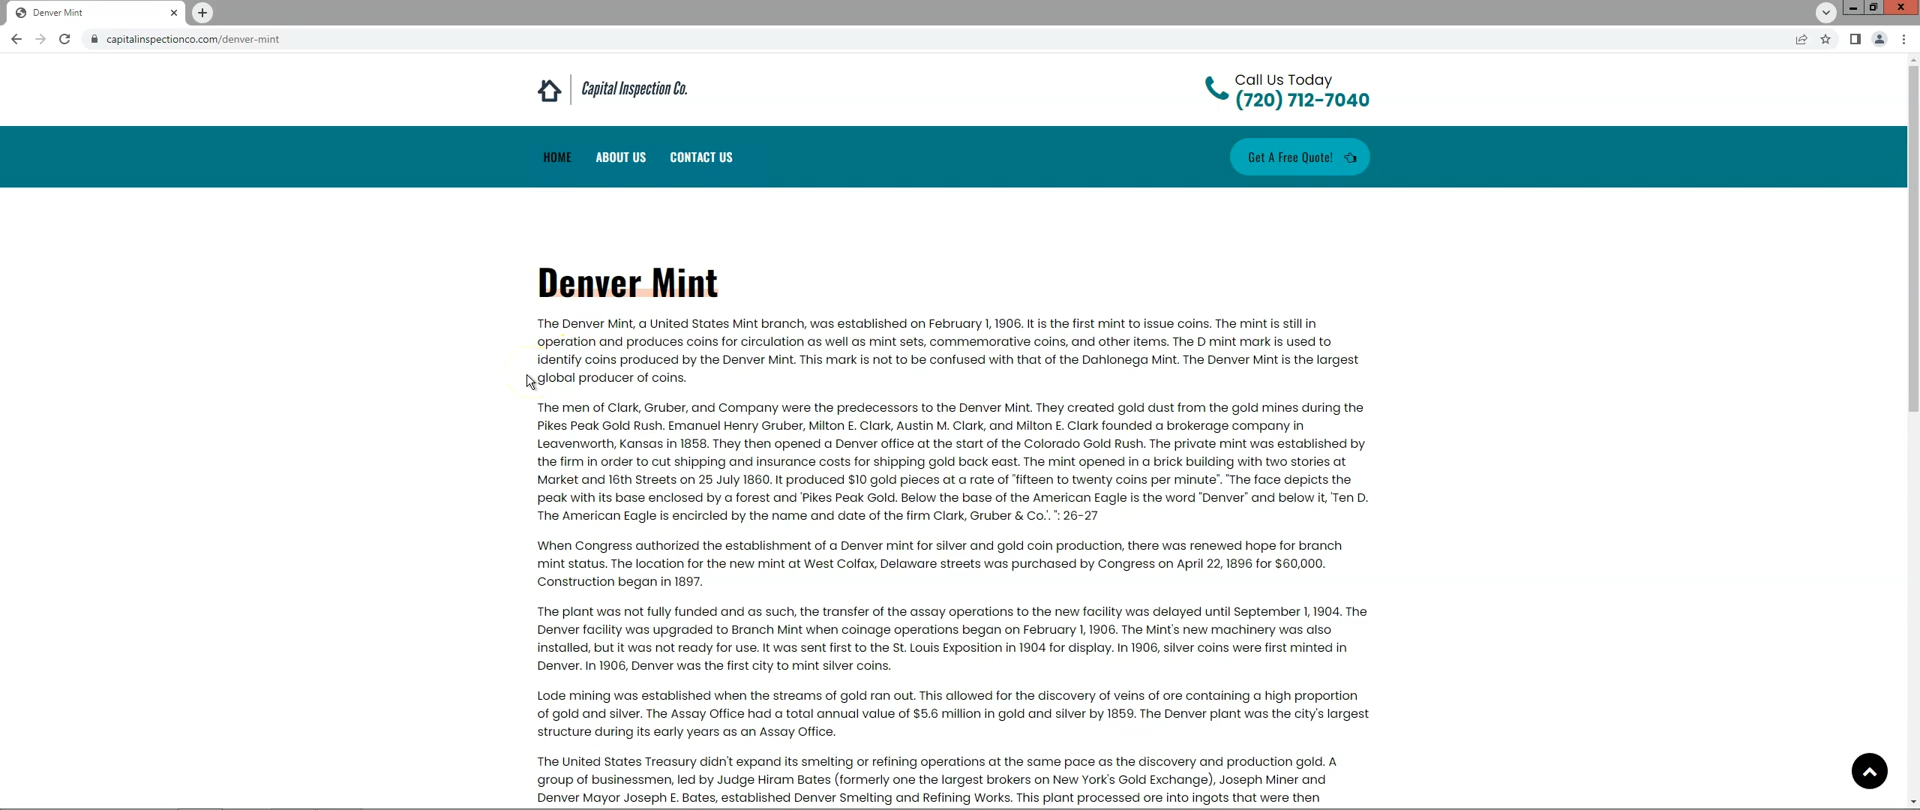 Denver Mint
capitalinspectionco.com/denver-mint
Capital Inspection Co.
Call Us Today
(720) 712-7040
HOME ABOUT US CONTACT US
Get A Free Quote!
Denver Mint
The Denver Mint, a United States Mint branch, was established on February 1, 1906. It is the first mint to issue coins. The mint is still in
operation and produces coins for circulation as well as mint sets, commemorative coins, and other items. The D mint mark is used to
identify coins produced by the Denver Mint. This mark is not to be confused with that of the Dahlonega Mint. The Denver Mint is the largest
global producer of coins.
The men of Clark, Gruber, and Company were the predecessors to the Denver Mint. They created gold dust from the gold mines during the
Pikes Peak Gold Rush. Emanuel Henry Gruber, Milton E. Clark, Austin M. Clark, and Milton E. Clark founded a brokerage company in
Leavenworth, Kansas in 1858. They then opened a Denver office at the start of the Colorado Gold Rush. The private mint was established by
the firm in order to cut shipping and insurance costs for shipping gold back east. The mint opened in a brick building with two stories at
Market and 16th Streets on 25 July 1860. It produced $10 gold pieces at a rate of "fifteen to twenty coins per minute". "The face depicts the
peak with its base enclosed by a forest and 'Pikes Peak Gold. Below the base of the American Eagle is the word "Denver" and below it, 'Ten D.
The American Eagle is encircled by the name and date of the firm Clark, Gruber & Co.'. ": 26-27
When Congress authorized the establishment of a Denver mint for silver and gold coin production, there was renewed hope for branch
mint status. The location for the new mint at West Colfax, Delaware streets was purchased by Congress on April 22, 1896 for $60,000.
Construction began in 1897.
The plant was not fully funded and as such, the transfer of the assay operations to the new facility was delayed until September 1, 1904. The
Denver facility was upgraded to Branch Mint when coinage operations began on February 1, 1906. The Mint's new machinery was also
installed, but it was not ready for use. It was sent first to the St. Louis Exposition in 1904 for display. In 1906, silver coins were first minted in
Denver. In 1906, Denver was the first city to mint silver coins.
Lode mining was established when the streams of gold ran out. This allowed for the discovery of veins of ore containing a high proportion
of gold and silver. The Assay Office had a total annual value of $5.6 million in gold and silver by 1859. The Denver plant was the city's largest
structure during its early years as an Assay Office.
The United States Treasury didn't expand its smelting or refining operations at the same pace as the discovery and production gold. A
group of businessmen, led by Judge Hiram Bates (formerly one the largest brokers on New York's Gold Exchange), Joseph Miner and
Denver Mayor Joseph E. Bates, established Denver Smelting and Refining Works. This plant processed ore into ingots that were then